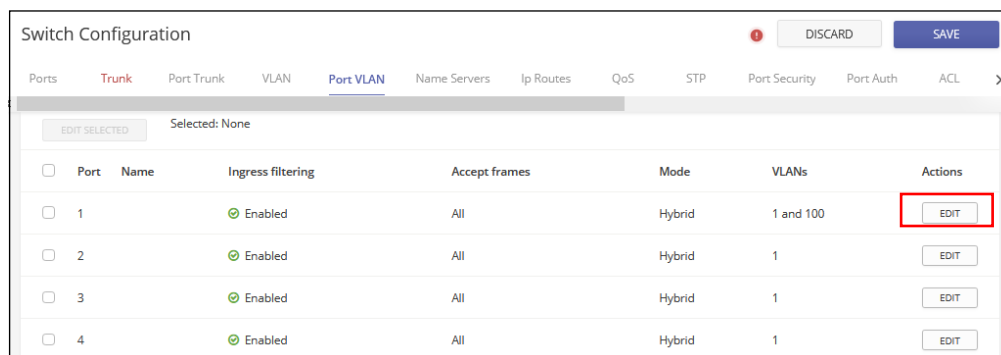 Switch Configuration DISCARD SAVE
Ports Trunk Port Trunk VLAN Port VLAN Name Servers Ip Routes QoS STP Port Security Port Auth ACL
EDIT SELECTED Selected: None
Port Name Ingress filtering Accept frames Mode VLANs Actions
1 Enabled All Hybrid 1 and 100 EDIT
2 Enabled All Hybrid 1 EDIT
3 Enabled All Hybrid 1 EDIT
4 Enabled All Hybrid 1 EDIT